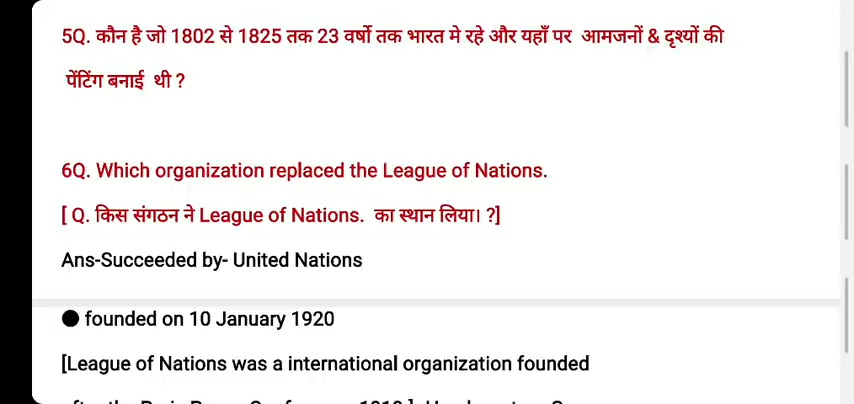 5Q. कौन है जो 1802 से 1825 तक 23 वर्षो तक भारत मे रहे और यहाँ पर आमजनों & दृश्यों की
पेंटिंग बनाई थी ?
6Q. Which organization replaced the League of Nations.
[ Q. किस संगठन ने League of Nations. का स्थान लिया। ?]
Ans-Succeeded by- United Nations
● founded on 10 January 1920
[League of Nations was a international organization founded